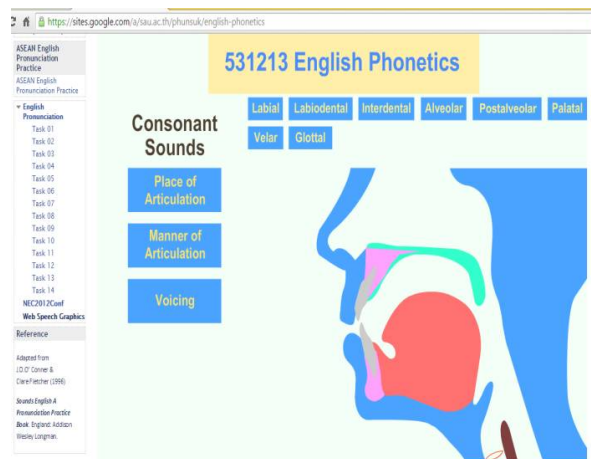 https://sites.google.com/a/sau.ac.th/phunsuk/english-phonetics
ASEAN English
Pronunciation
Practice
ASEAN English
Pronunciation Practice
English
Pronunciation
Task 01
Task 02
Task 03
Task 04
Task 05
Task 06
Task 07
Task 08
Task 09
Task 10
Task 11
Task 12
Task 13
Task 14
NEC2012Conf
Web Speech Graphics
Reference
Adapted from
J.D.O' Conner &
Clare Fletcher (1996)
Sounds English A
Pronunciation Practice
Book. England: Addison
Wesley Longman.
531213 English Phonetics
Labial Labiodental Interdental Alveolar Postalveolar Palatal
Velar Glottal
Consonant
Sounds
Place of
Articulation
Manner of
Articulation
Voicing